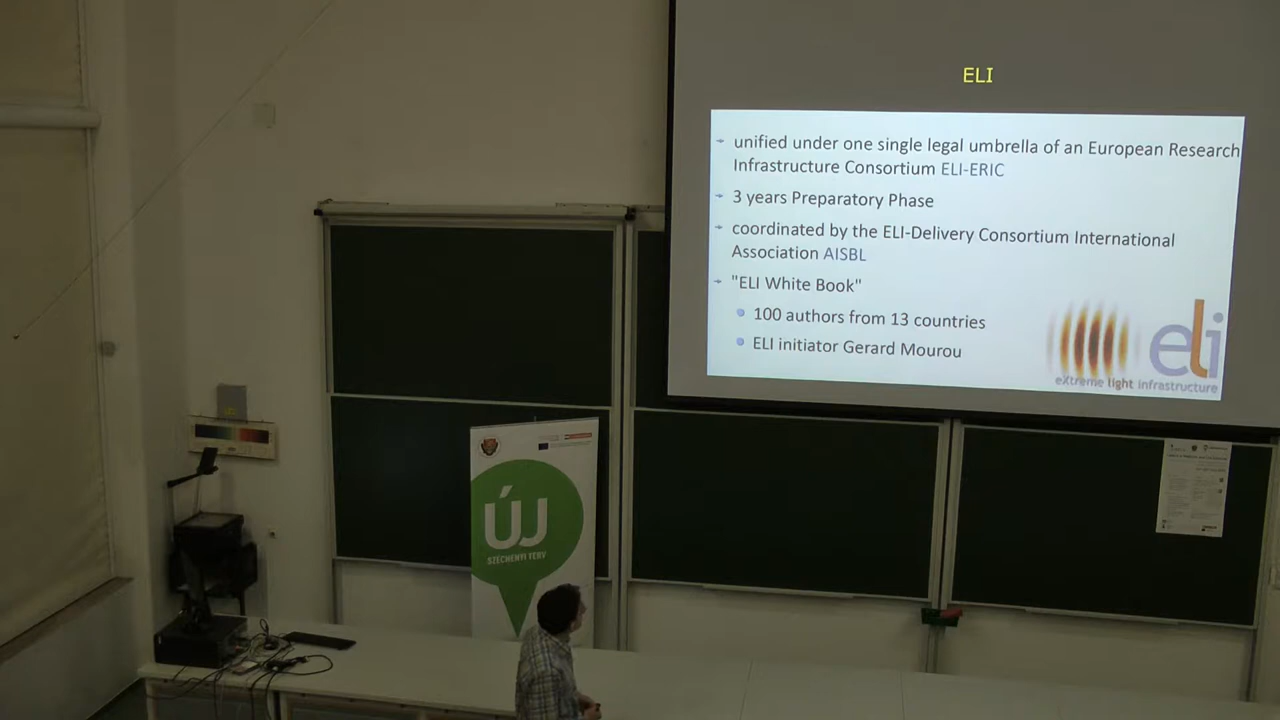 ELI
unified under one single legal umbrella of an European Research
Infrastructure Consortium ELI-ERIC
3 years Preparatory Phase
coordinated by the ELI-Delivery Consortium International
Association AISBL
"ELI White Book"
100 authors from 13 countries
ELI initiator Gerard Mourou
eli
eXtreme light infrastructure
ÚJ
SZÉCHENYI TERV